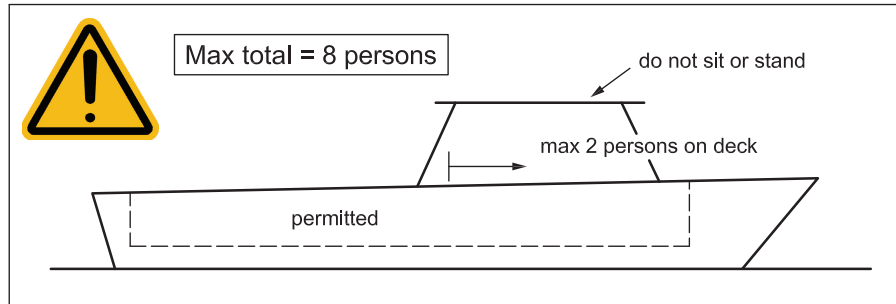 Max total = 8 persons
do not sit or stand
max 2 persons on deck
permitted